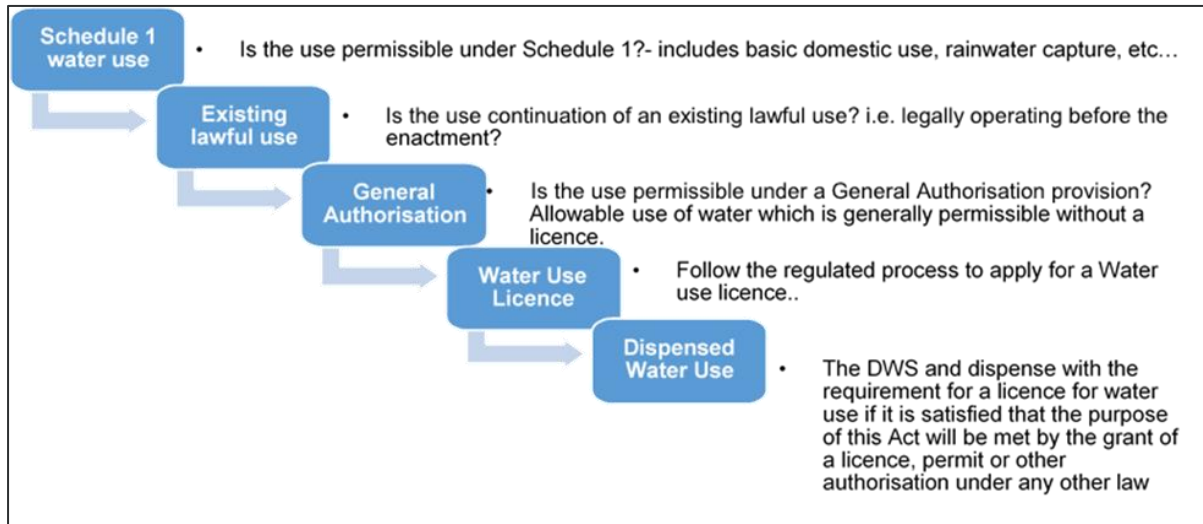 Schedule 1
water use
• Is the use permissible under Schedule 1?- includes basic domestic use, rainwater capture, etc…
Existing
lawful use
• Is the use continuation of an existing lawful use? i.e. legally operating before the
enactment?
General
Authorisation
• Is the use permissible under a General Authorisation provision?
Allowable use of water which is generally permissible without a
licence.
Water Use
Licence
• Follow the regulated process to apply for a Water
use licence..
Dispensed
Water Use
• The DWS and dispense with the
requirement for a licence for water
use if it is satisfied that the purpose
of this Act will be met by the grant of
a licence, permit or other
authorisation under any other law